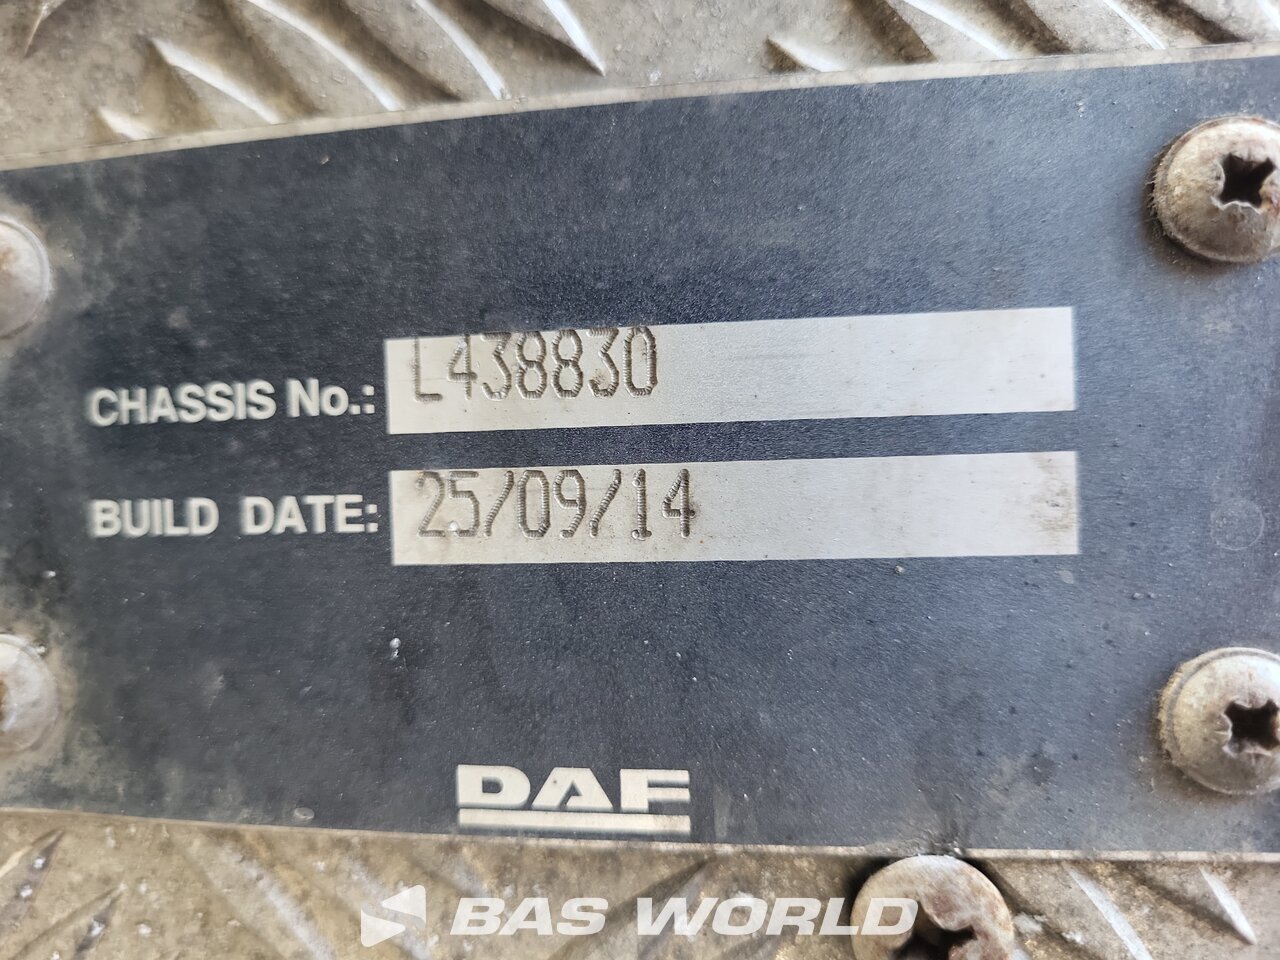 CHASSIS No.: L438830
BUILD DATE: 25/09/14
DAF
BAS WORLD